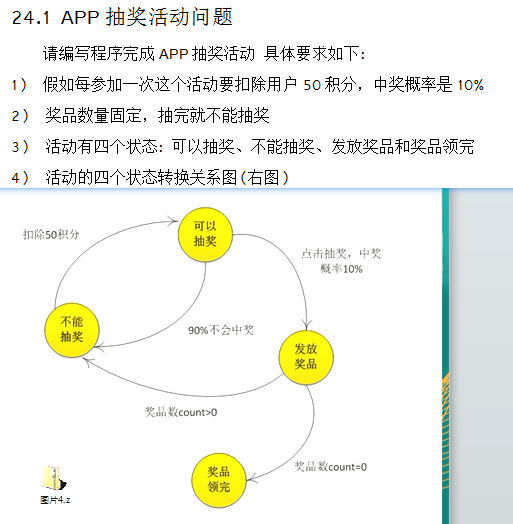 24.1 APP 抽奖活动问题
请编写程序完成 APP 抽奖活动 具体要求如下：
1） 假如每参加一次这个活动要扣除用户 50 积分，中奖概率是 10%
2） 奖品数量固定，抽完就不能抽奖
3） 活动有四个状态：可以抽奖、不能抽奖、发放奖品和奖品领完
4） 活动的四个状态转换关系图(右图)
可以
抽奖
扣除50积分
点击抽奖，中奖
概率10%
不能
抽奖
90%不会中奖
发放
奖品
奖品数count>0
奖品数count=0
奖品
领完
图片4.z